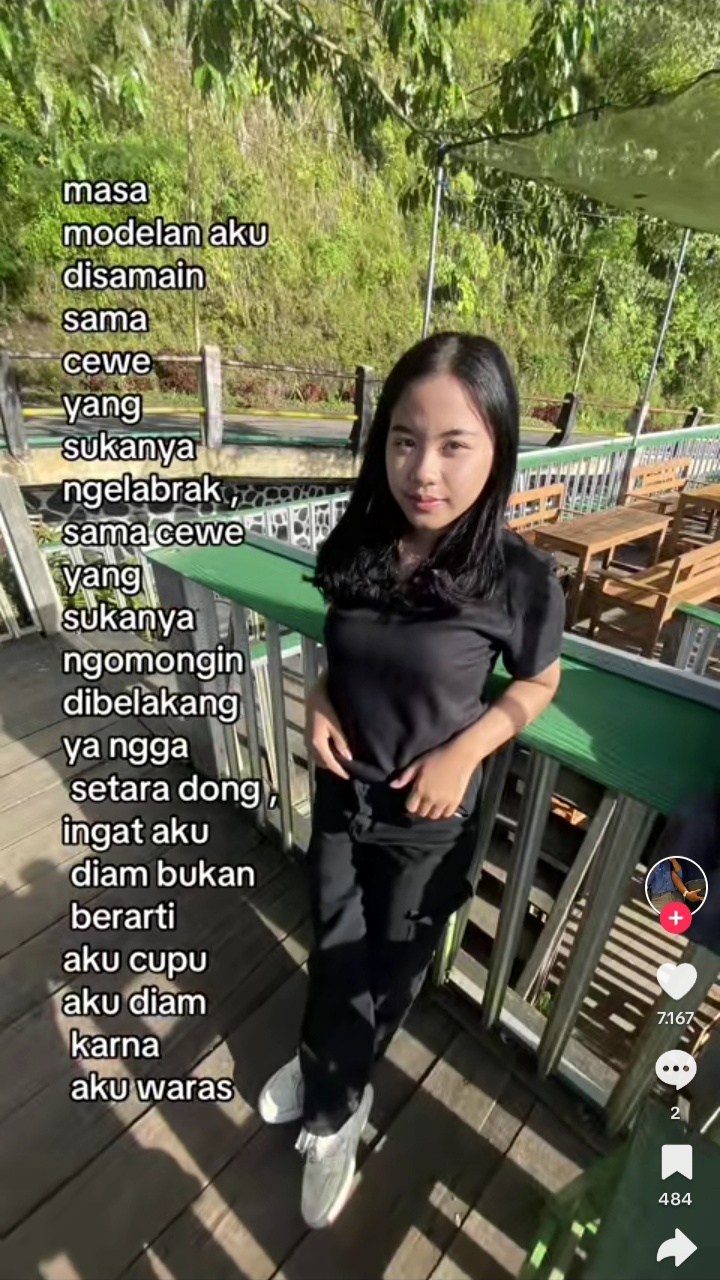 masa
modelan aku
disamain
sama
cewe
yang
sukanya
ngelabrak ,
sama cewe
yang
sukanya
ngomongin
dibelakang
ya ngga
setara dong ,
ingat aku
diam bukan
berarti
aku cupu
aku diam
karna
aku waras
7.167
2
484